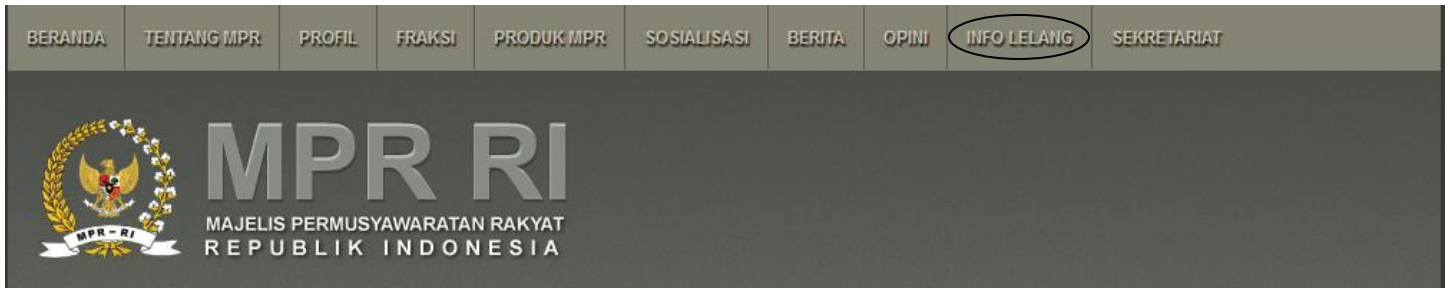 BERANDA TENTANG MPR PROFIL FRAKSI PRODUK MPR SOSIALISASI BERITA OPINI INFO LELANG SEKRETARIAT
MPR RI
MAJELIS PERMUSYAWARATAN RAKYAT
REPUBLIK INDONESIA
MPR - RI